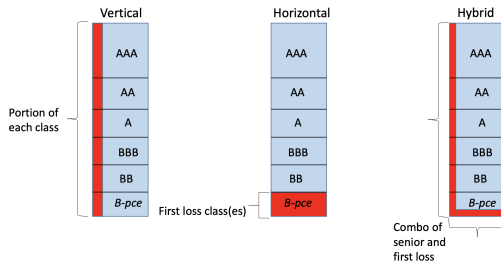 Vertical
Horizontal
Hybrid
AAA
AA
A
BBB
BB
B-pce
Portion of
each class
AAA
AA
A
BBB
BB
B-pce
First loss class(es)
AAA
AA
A
BBB
BB
B-pce
Combo of
senior and
first loss